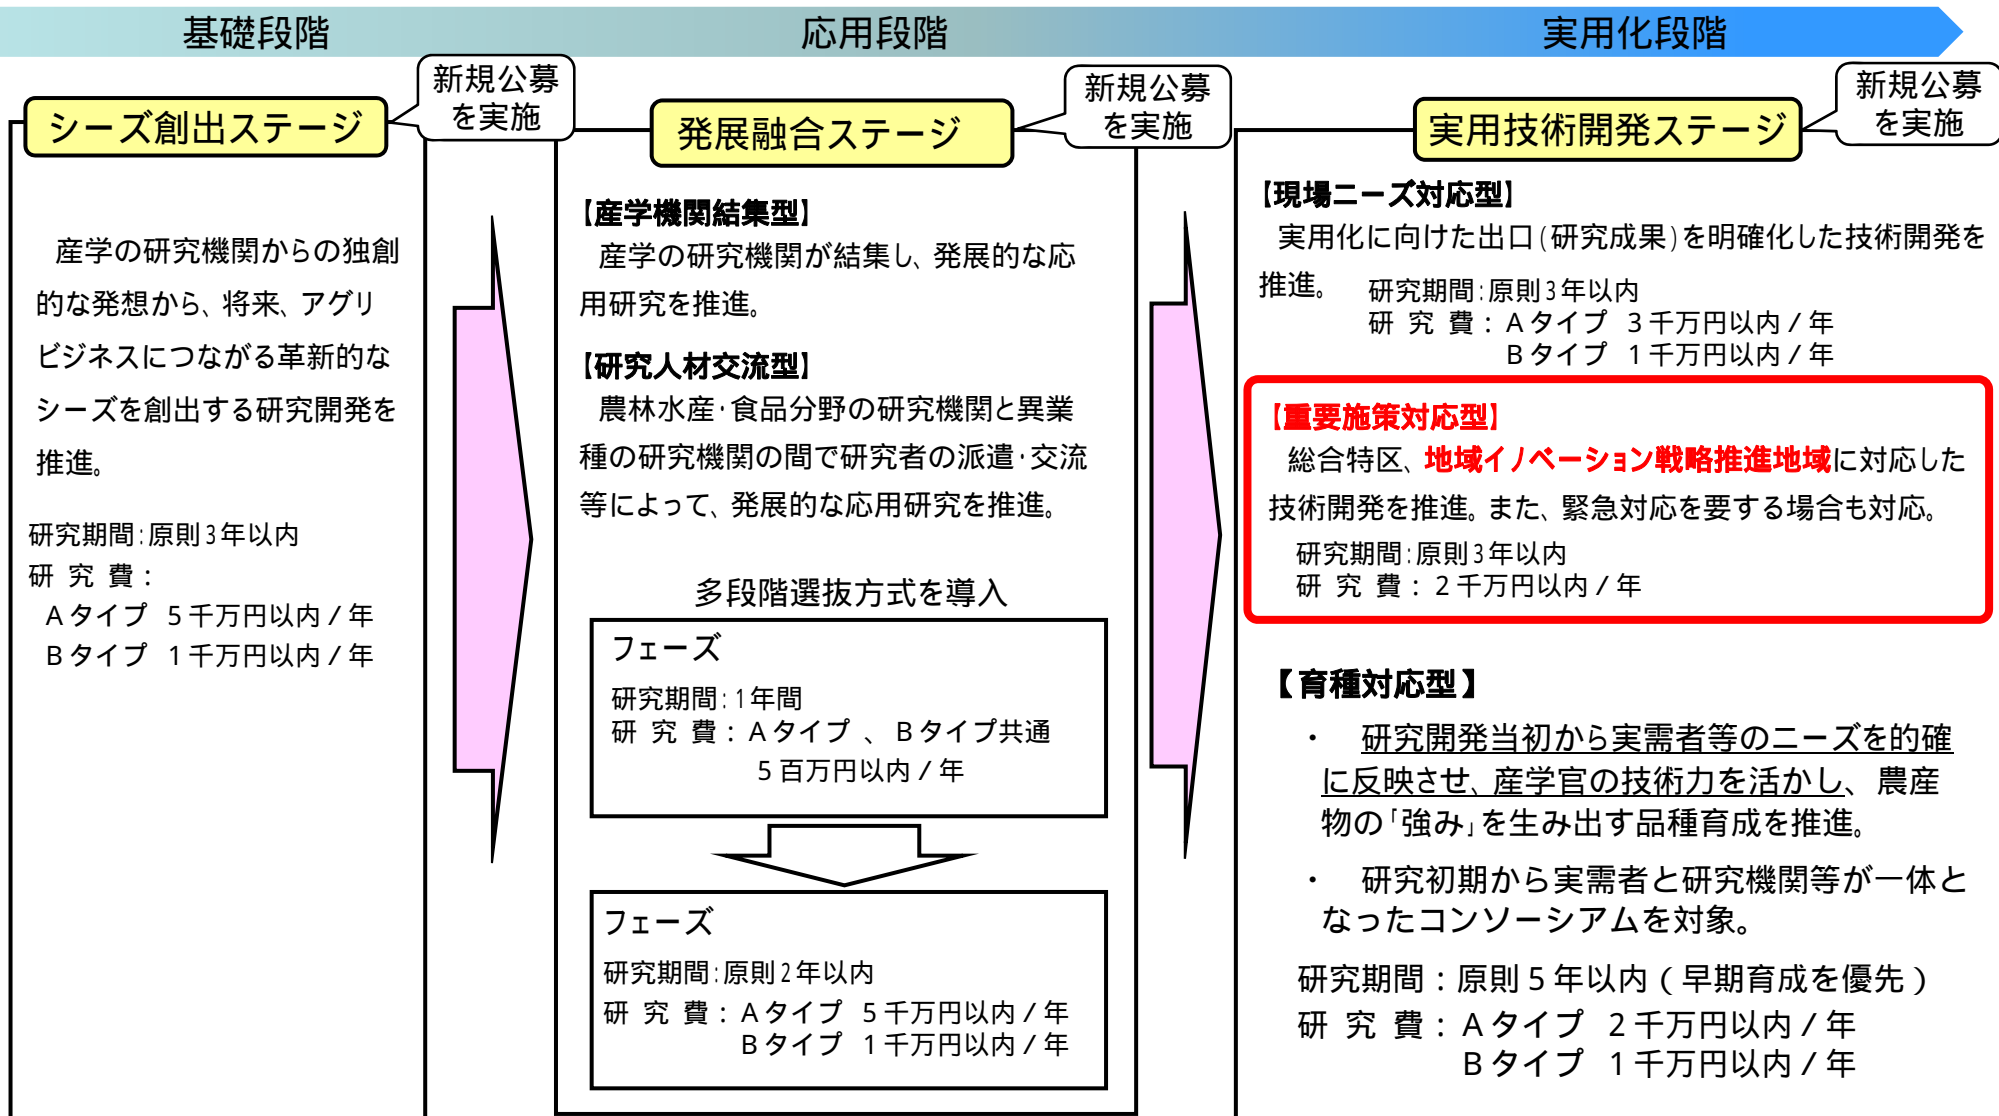 基礎段階
応用段階
実用化段階
シーズ創出ステージ
新規公募
を実施
産学の研究機関からの独創
的な発想から、将来、アグリ
ビジネスにつながる革新的な
シーズを創出する研究開発を
推進。
研究期間:原則3年以内
研 究 費：
Aタイプ 5千万円以内／年
Bタイプ 1千万円以内／年
発展融合ステージ
新規公募
を実施
【産学機関結集型】
産学の研究機関が結集し、発展的な応
用研究を推進。
【研究人材交流型】
農林水産・食品分野の研究機関と異業
種の研究機関の間で研究者の派遣・交流
等によって、発展的な応用研究を推進。
多段階選抜方式を導入
フェーズ
研究期間:1年間
研 究 費：Aタイプ 、Bタイプ共通
5百万円以内／年
フェーズ
研究期間:原則2年以内
研 究 費：Aタイプ 5千万円以内／年
Bタイプ 1千万円以内／年
実用技術開発ステージ
新規公募
を実施
【現場ニーズ対応型】
実用化に向けた出口(研究成果)を明確化した技術開発を
推進。
研究期間:原則3年以内
研 究 費：Aタイプ 3千万円以内／年
Bタイプ 1千万円以内／年
【重要施策対応型】
総合特区、地域イノベーション戦略推進地域に対応した
技術開発を推進。また、緊急対応を要する場合も対応。
研究期間:原則3年以内
研 究 費：2千万円以内／年
【育種対応型】
・ 研究開発当初から実需者等のニーズを的確
に反映させ、産学官の技術力を活かし、農産
物の「強み」を生み出す品種育成を推進。
・ 研究初期から実需者と研究機関等が一体と
なったコンソーシアムを対象。
研究期間：原則5年以内（早期育成を優先）
研 究 費：Aタイプ 2千万円以内／年
Bタイプ 1千万円以内／年